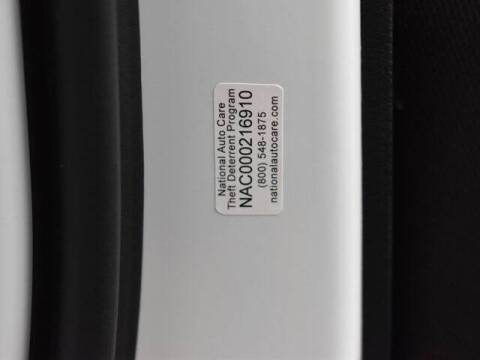 National Auto Care
Theft Deterrent Program
NAC000216910
(800) 548-1875
nationalautocare.com